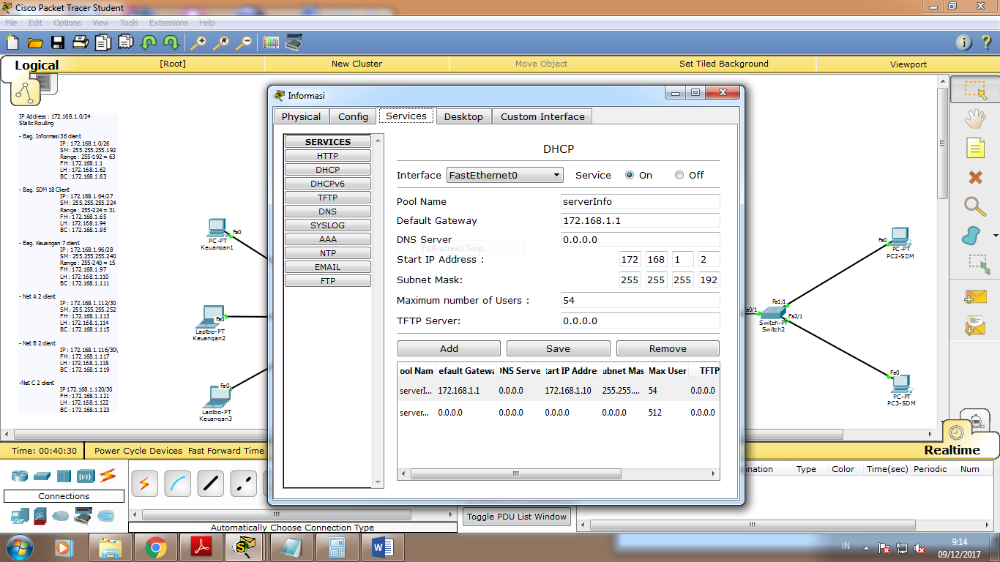 Cisco Packet Tracer Student
File Edit Options View Tools Extensions Help
Logical [Root] New Cluster Move Object Set Tiled Background Viewport
IP Address : 172.168.1.0/24
Static Routing
- Bag. Informasi 36 client
IP : 172.168.1.0/26
SM: 255.255.255.192
Range : 255-192 = 63
FH : 172.168.1.1
LH : 172.168.1.62
BC : 172.168.1.63
- Bag. SDM 18 Client
IP : 172.168.1.64/27
SM : 255.255.255.224
Range : 255-224 = 31
FH : 172.168.1.65
LH : 172.168.1.94
BC : 172.168.1.95
- Bag. Keuangan 7 client
IP : 172.168.1.96/28
SM : 255.255.255.240
Range : 255-240 = 15
FH : 172.168.1.97
LH : 172.168.1.110
BC : 172.168.1.111
- Net A 2 client
IP : 172.168.1.112/30
SM : 255.255.255.252
FH : 172.168.1.113
LH : 172.168.1.114
BC : 172.168.1.115
- Net B 2 client
IP : 172.168.1.116/30\
FH : 172.168.1.117
LH : 172.168.1.118
BC : 172.168.1.119
-Net C 2 client
IP 172.168.1.120/30
FH : 172.168.1.121
LH : 172.168.1.122
BC : 172.168.1.123
Fa0
PC-PT
Keuangan1
Fa0
Laptop-PT
Keuangan2
Fa0
Laptop-PT
Keuangan3
Informasi
Physical Config Services Desktop Custom Interface
SERVICES
HTTP
DHCP
DHCPv6
TFTP
DNS
SYSLOG
AAA
NTP
EMAIL
FTP
DHCP
Interface FastEthernet0 Service On Off
Pool Name serverInfo
Default Gateway 172.168.1.1
DNS Server 0.0.0.0
Full-screen Snip
Start IP Address : 172 168 1 2
Subnet Mask: 255 255 255 192
Maximum number of Users : 54
TFTP Server: 0.0.0.0
Add Save Remove
ool Nam efault Gatewa DNS Serve tart IP Addre ubnet Mas Max User TFTP
serverI... 172.168.1.1 0.0.0.0 172.168.1.10 255.255.... 54 0.0.0.0
server... 0.0.0.0 0.0.0.0 0.0.0.0 0.0.0.0 512 0.0.0.0
Fa0
PC-PT
PC2-SDM
Fa1/1
a0/1
Fa2/1
Switch-PT
Switch2
Fa0
PC-PT
PC3-SDM
Time: 00:40:30 Power Cycle Devices Fast Forward Time
Realtime
Connections
Automatically Choose Connection Type
Toggle PDU List Window
ination Type Color Time(sec) Periodic Num
IN
9:14
09/12/2017